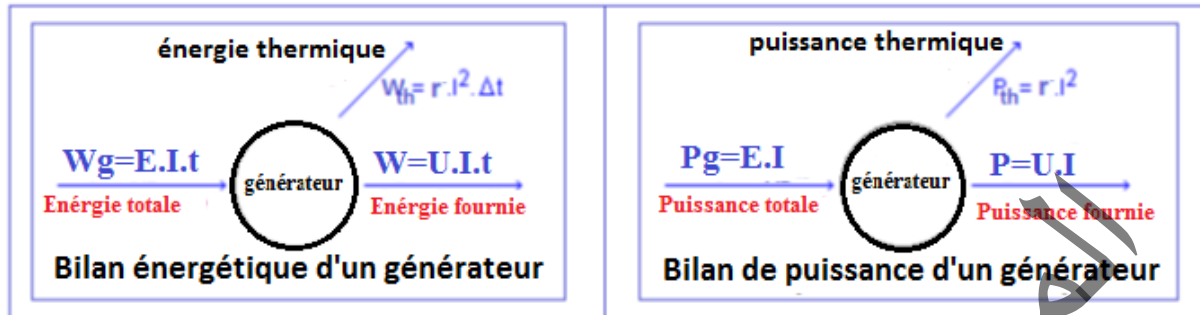 énergie thermique
Wth= r.I².Δt
Wg=E.I.t
générateur
W=U.I.t
Enérgie totale
Enérgie fournie
Bilan énergétique d'un générateur
puissance thermique
Pth= r.I²
Pg=E.I
générateur
P=U.I
Puissance totale
Puissance fournie
Bilan de puissance d'un générateur